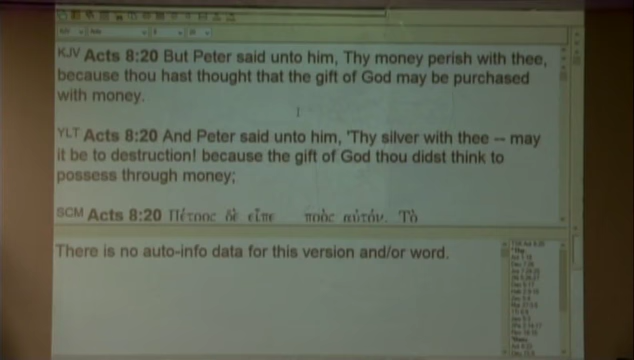 KJV Acts 8:20 But Peter said unto him, Thy money perish with thee,
because thou hast thought that the gift of God may be purchased
with money.
YLT Acts 8:20 And Peter said unto him, 'Thy silver with thee -- may
it be to destruction! because the gift of God thou didst think to
possess through money;
SCM Acts 8:20 Πέτρος δὲ εἶπε πρὸς αὐτόν, Τὸ
There is no auto-info data for this version and/or word.